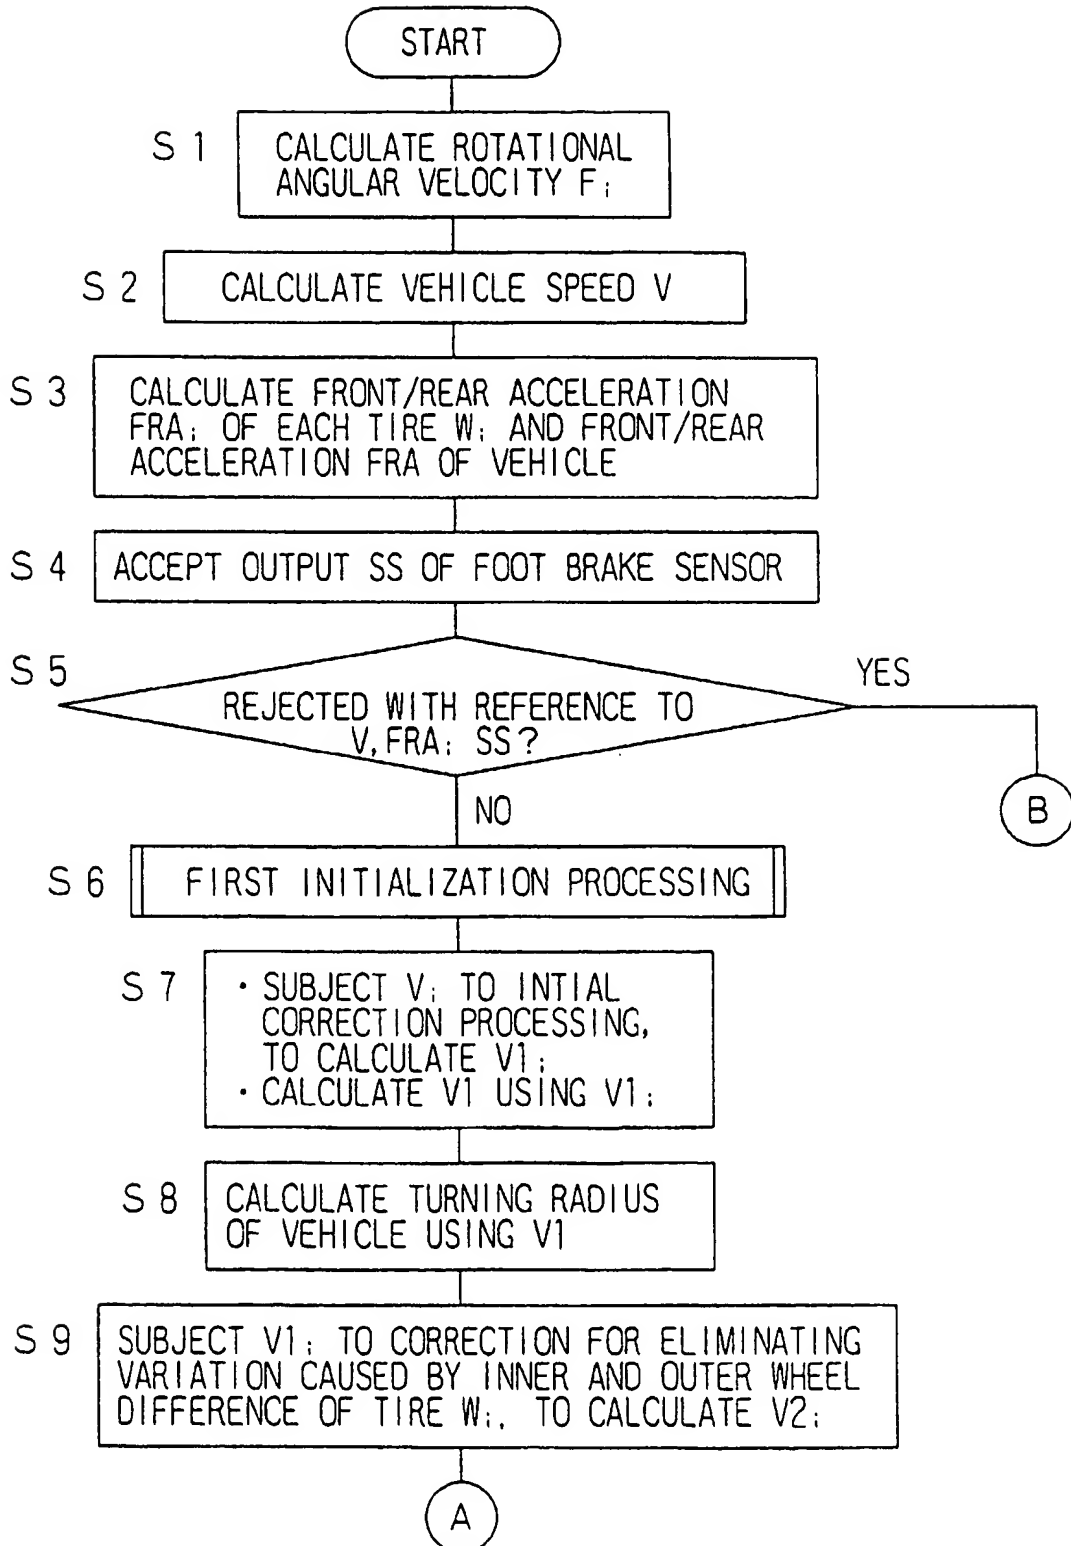 START
S 1
CALCULATE ROTATIONAL
ANGULAR VELOCITY Fᵢ
S 2
CALCULATE VEHICLE SPEED V
S 3
CALCULATE FRONT/REAR ACCELERATION
FRAᵢ OF EACH TIRE Wᵢ AND FRONT/REAR
ACCELERATION FRA OF VEHICLE
S 4
ACCEPT OUTPUT SS OF FOOT BRAKE SENSOR
S 5
REJECTED WITH REFERENCE TO
V, FRAᵢ SS?
YES
B
NO
S 6
FIRST INITIALIZATION PROCESSING
S 7
・SUBJECT Vᵢ TO INTIAL
CORRECTION PROCESSING,
TO CALCULATE V1ᵢ
・CALCULATE V1 USING V1ᵢ
S 8
CALCULATE TURNING RADIUS
OF VEHICLE USING V1
S 9
SUBJECT V1ᵢ TO CORRECTION FOR ELIMINATING
VARIATION CAUSED BY INNER AND OUTER WHEEL
DIFFERENCE OF TIRE Wᵢ, TO CALCULATE V2ᵢ
A